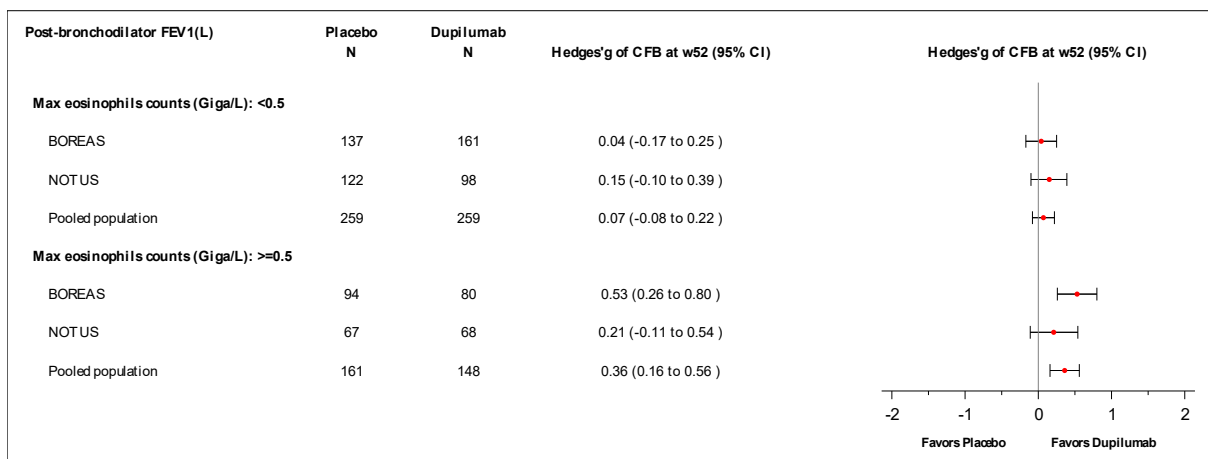 Post-bronchodilator FEV1(L) Placebo N Dupilumab N Hedges'g of CFB at w52 (95% CI) Hedges'g of CFB at w52 (95% CI)
Max eosinophils counts (Giga/L): <0.5
BOREAS 137 161 0.04 (-0.17 to 0.25 )
NOTUS 122 98 0.15 (-0.10 to 0.39 )
Pooled population 259 259 0.07 (-0.08 to 0.22 )
Max eosinophils counts (Giga/L): >=0.5
BOREAS 94 80 0.53 (0.26 to 0.80 )
NOTUS 67 68 0.21 (-0.11 to 0.54 )
Pooled population 161 148 0.36 (0.16 to 0.56 )
-2 -1 0 1 2
Favors Placebo Favors Dupilumab